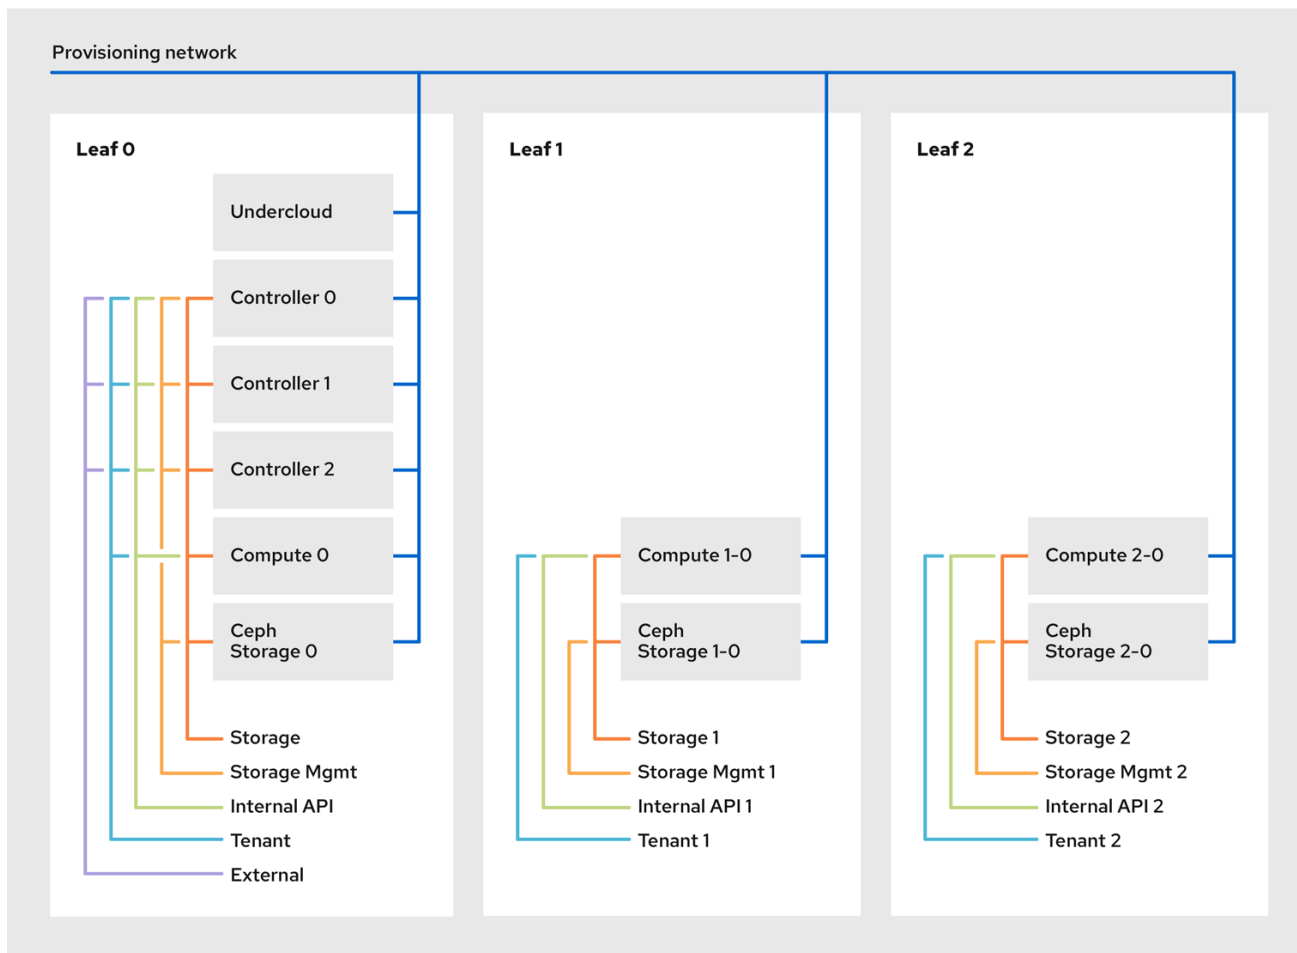 Provisioning network
Leaf 0
Undercloud
Controller 0
Controller 1
Controller 2
Compute 0
Ceph
Storage 0
Storage
Storage Mgmt
Internal API
Tenant
External
Leaf 1
Compute 1-0
Ceph
Storage 1-0
Storage 1
Storage Mgmt 1
Internal API 1
Tenant 1
Leaf 2
Compute 2-0
Ceph
Storage 2-0
Storage 2
Storage Mgmt 2
Internal API 2
Tenant 2